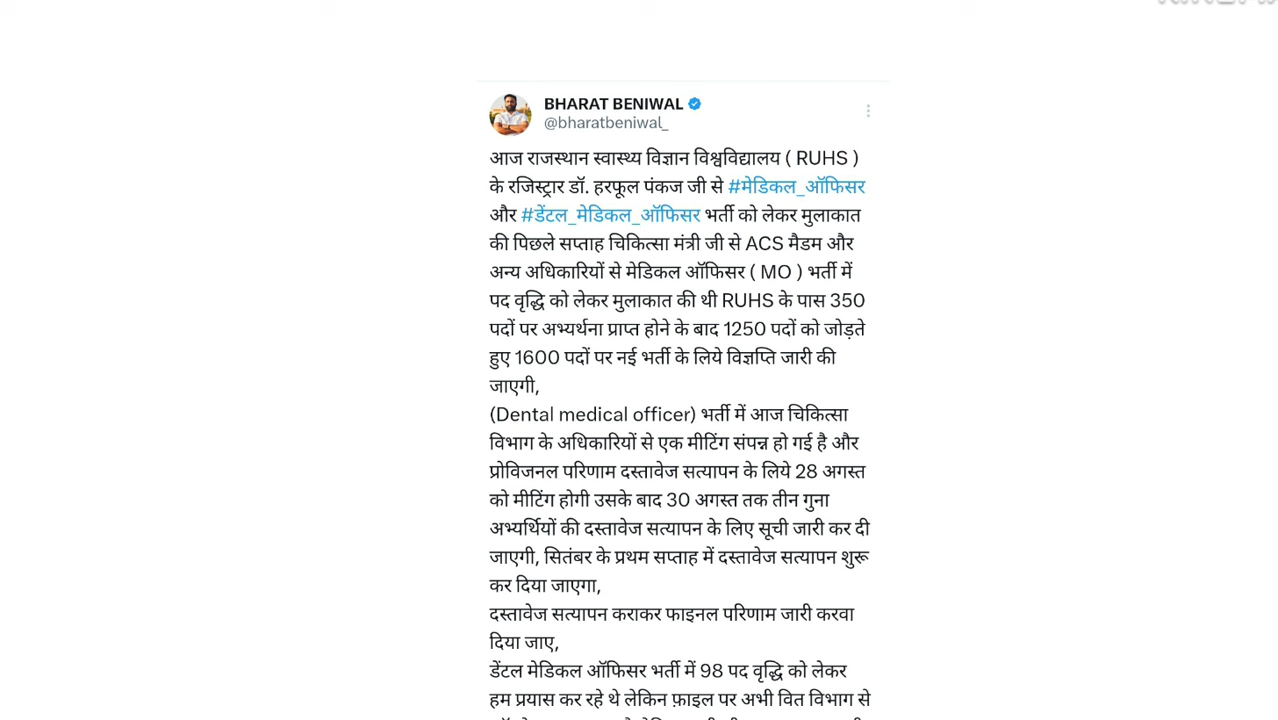 BHARAT BENIWAL
@bharatbeniwal_
आज राजस्थान स्वास्थ्य विज्ञान विश्वविद्यालय ( RUHS )
के रजिस्ट्रार डॉ. हरफूल पंकज जी से #मेडिकल_ऑफिसर
और #डेंटल_मेडिकल_ऑफिसर भर्ती को लेकर मुलाकात
की पिछले सप्ताह चिकित्सा मंत्री जी से ACS मैडम और
अन्य अधिकारियों से मेडिकल ऑफिसर ( MO ) भर्ती में
पद वृद्धि को लेकर मुलाकात की थी RUHS के पास 350
पदों पर अभ्यर्थना प्राप्त होने के बाद 1250 पदों को जोड़ते
हुए 1600 पदों पर नई भर्ती के लिये विज्ञप्ति जारी की
जाएगी,
(Dental medical officer) भर्ती में आज चिकित्सा
विभाग के अधिकारियों से एक मीटिंग संपन्न हो गई है और
प्रोविजनल परिणाम दस्तावेज सत्यापन के लिये 28 अगस्त
को मीटिंग होगी उसके बाद 30 अगस्त तक तीन गुना
अभ्यर्थियों की दस्तावेज सत्यापन के लिए सूची जारी कर दी
जाएगी, सितंबर के प्रथम सप्ताह में दस्तावेज सत्यापन शुरू
कर दिया जाएगा,
दस्तावेज सत्यापन कराकर फाइनल परिणाम जारी करवा
दिया जाए,
डेंटल मेडिकल ऑफिसर भर्ती में 98 पद वृद्धि को लेकर
हम प्रयास कर रहे थे लेकिन फ़ाइल पर अभी वित विभाग से